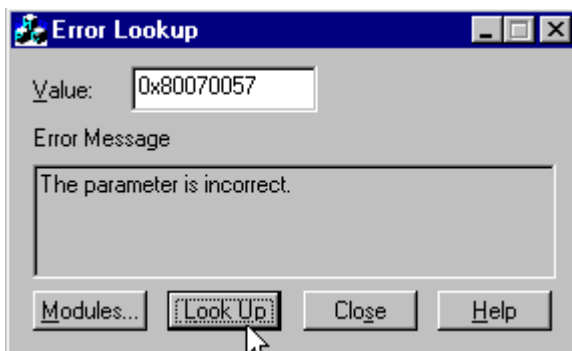 Error Lookup
Value: 0x80070057
Error Message
The parameter is incorrect.
Modules... Look Up Close Help